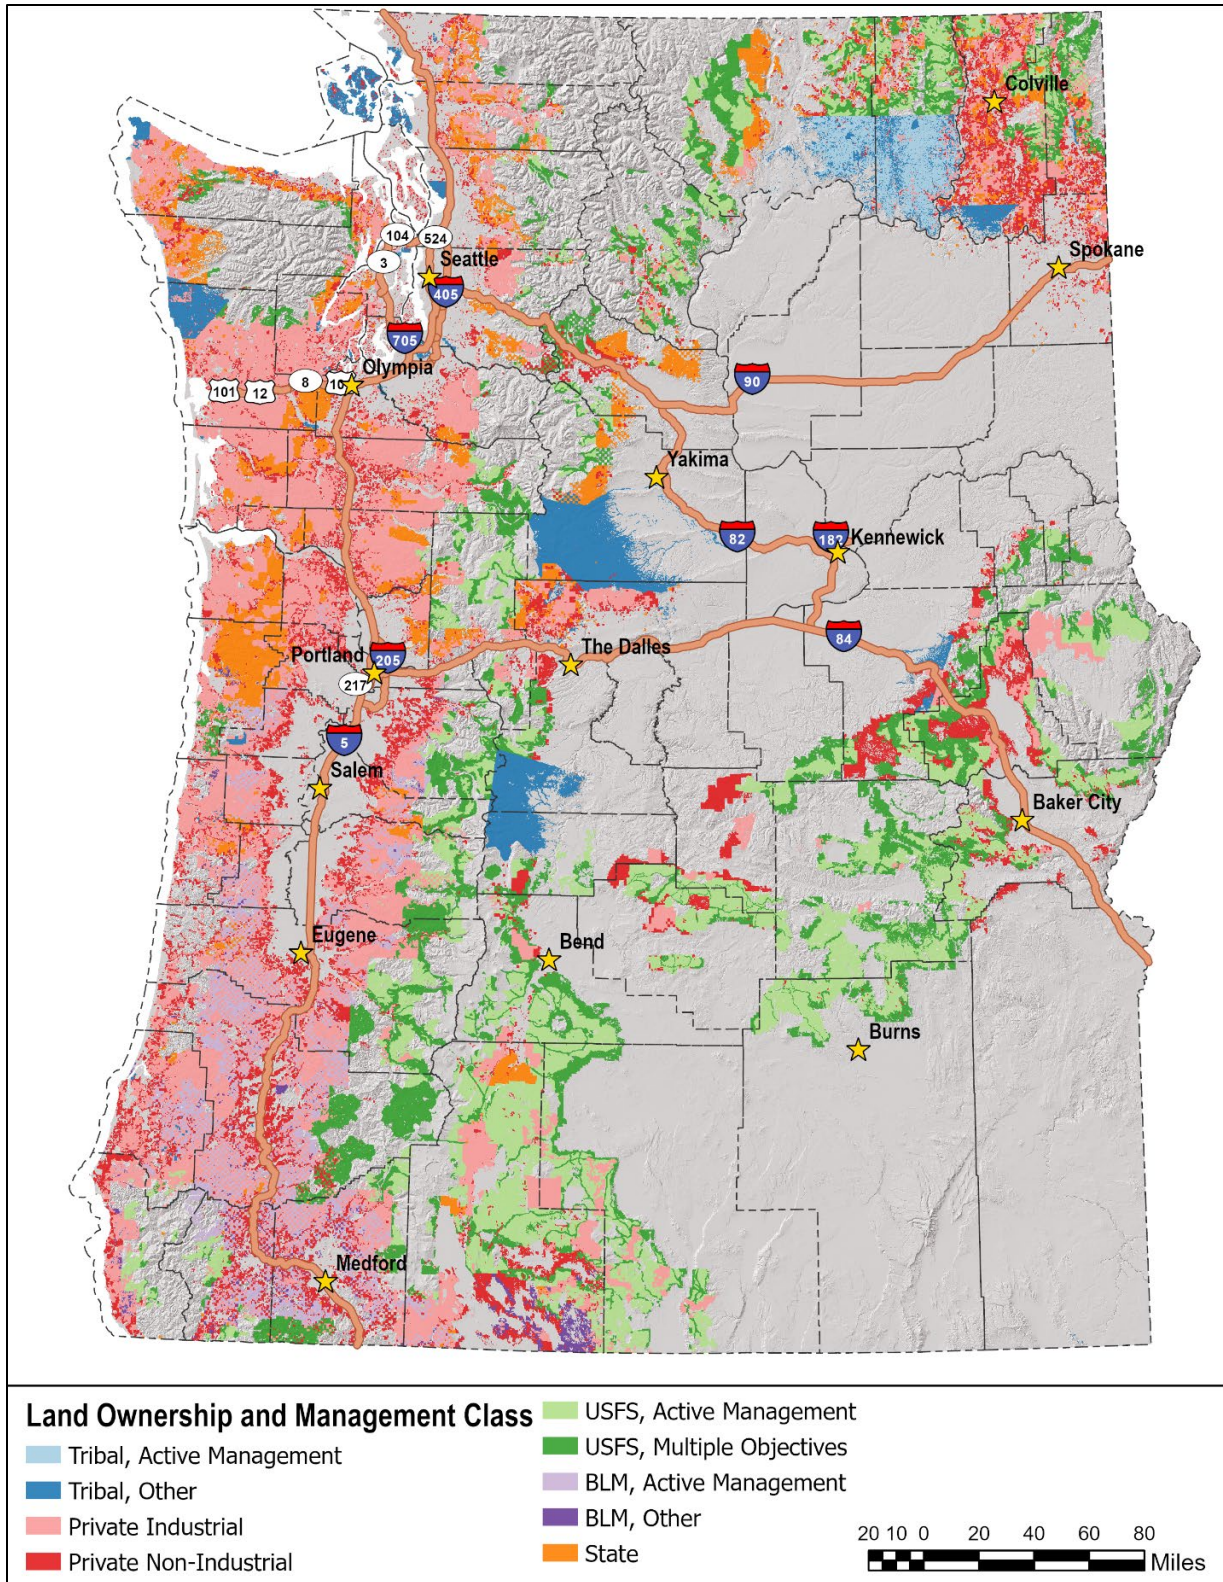 Colville
104
524
3
Seattle
Spokane
405
705
Olympia
90
101
12
8
10
Yakima
82
182
Kennewick
84
Portland
205
The Dalles
217
5
Salem
Baker City
Eugene
Bend
Burns
Medford
Land Ownership and Management Class
Tribal, Active Management
Tribal, Other
Private Industrial
Private Non-Industrial
USFS, Active Management
USFS, Multiple Objectives
BLM, Active Management
BLM, Other
State
20 10 0 20 40 60 80
Miles